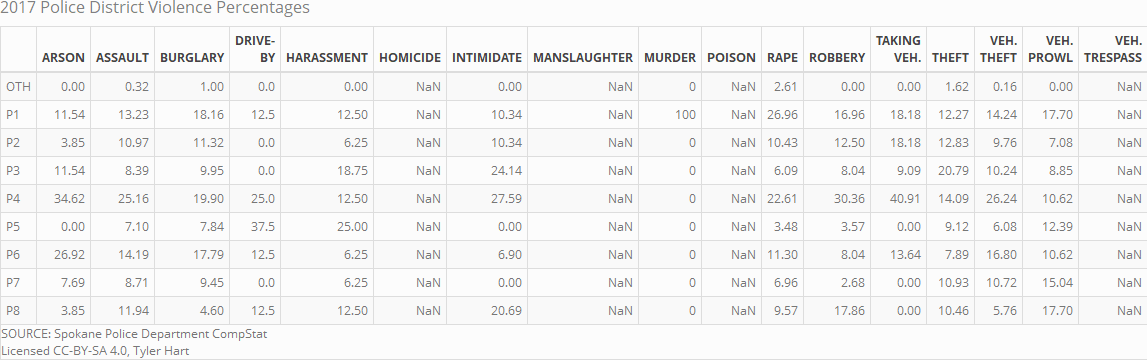 2017 Police District Violence Percentages
ARSON ASSAULT BURGLARY DRIVE-BY HARASSMENT HOMICIDE INTIMIDATE MANSLAUGHTER MURDER POISON RAPE ROBBERY TAKING VEH. THEFT VEH. THEFT VEH. PROWL VEH. TRESPASS
OTH 0.00 0.32 1.00 0.0 0.00 NaN 0.00 NaN 0 NaN 2.61 0.00 0.00 1.62 0.16 0.00 NaN
P1 11.54 13.23 18.16 12.5 12.50 NaN 10.34 NaN 100 NaN 26.96 16.96 18.18 12.27 14.24 17.70 NaN
P2 3.85 10.97 11.32 0.0 6.25 NaN 10.34 NaN 0 NaN 10.43 12.50 18.18 12.83 9.76 7.08 NaN
P3 11.54 8.39 9.95 0.0 18.75 NaN 24.14 NaN 0 NaN 6.09 8.04 9.09 20.79 10.24 8.85 NaN
P4 34.62 25.16 19.90 25.0 12.50 NaN 27.59 NaN 0 NaN 22.61 30.36 40.91 14.09 26.24 10.62 NaN
P5 0.00 7.10 7.84 37.5 25.00 NaN 0.00 NaN 0 NaN 3.48 3.57 0.00 9.12 6.08 12.39 NaN
P6 26.92 14.19 17.79 12.5 6.25 NaN 6.90 NaN 0 NaN 11.30 8.04 13.64 7.89 16.80 10.62 NaN
P7 7.69 8.71 9.45 0.0 6.25 NaN 0.00 NaN 0 NaN 6.96 2.68 0.00 10.93 10.72 15.04 NaN
P8 3.85 11.94 4.60 12.5 12.50 NaN 20.69 NaN 0 NaN 9.57 17.86 0.00 10.46 5.76 17.70 NaN
SOURCE: Spokane Police Department CompStat
Licensed CC-BY-SA 4.0, Tyler Hart